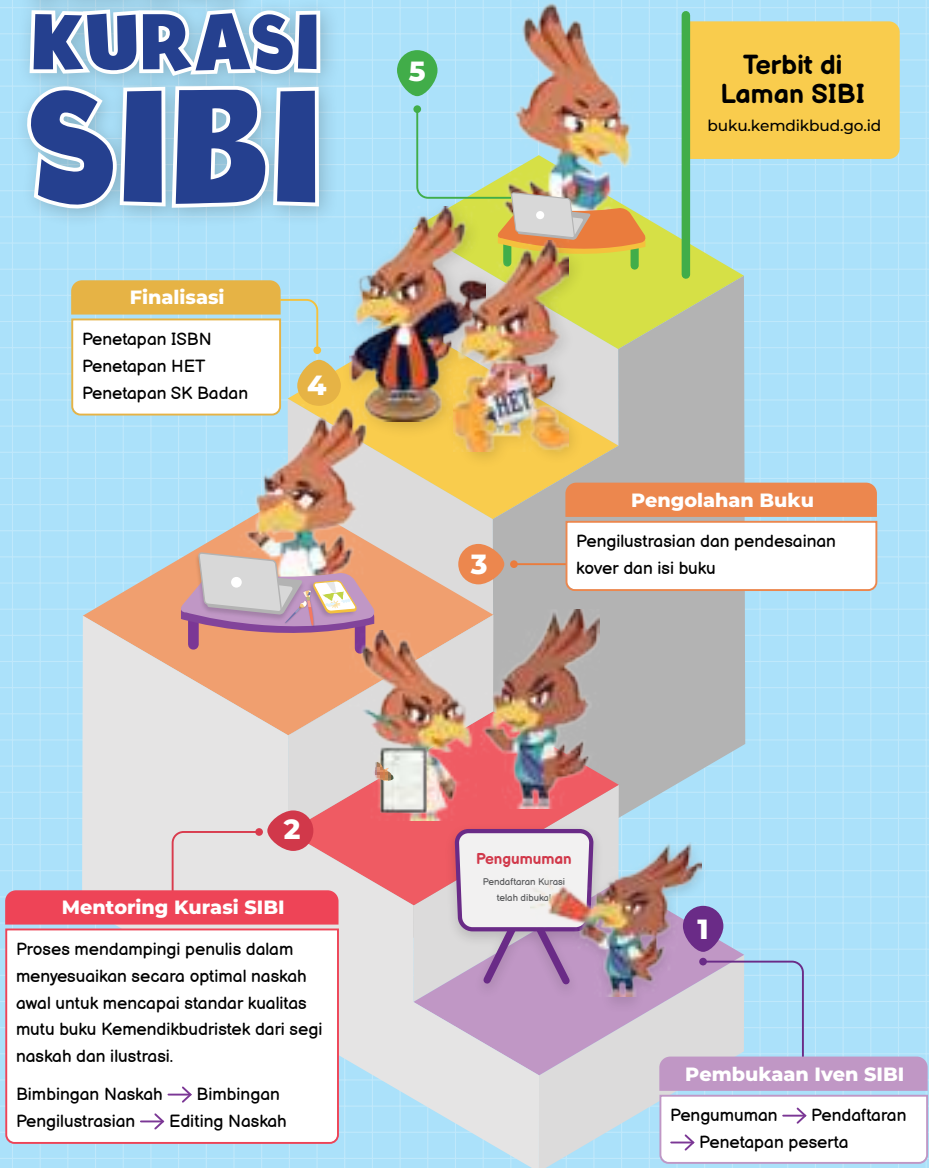 KURASI
SIBI
5
Terbit di
Laman SIBI
buku.kemdikbud.go.id
Finalisasi
Penetapan ISBN
Penetapan HET
Penetapan SK Badan
4
HET
Pengolahan Buku
Pengilustrasian dan pendesainan
kover dan isi buku
3
2
Mentoring Kurasi SIBI
Proses mendampingi penulis dalam
menyesuaikan secara optimal naskah
awal untuk mencapai standar kualitas
mutu buku Kemendikbudristek dari segi
naskah dan ilustrasi.
Bimbingan Naskah → Bimbingan
Pengilustrasian → Editing Naskah
Pengumuman
Pendaftaran Kurasi
telah dibuka!
1
Pembukaan Iven SIBI
Pengumuman → Pendaftaran
→ Penetapan peserta